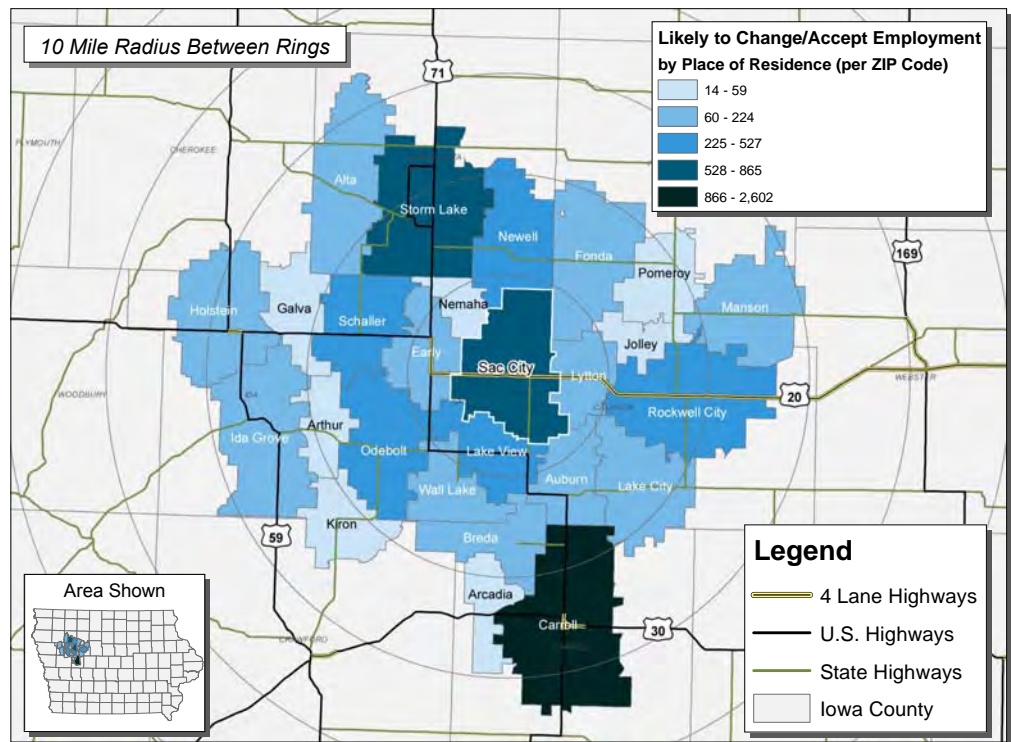 10 Mile Radius Between Rings
Likely to Change/Accept Employment
by Place of Residence (per ZIP Code)
14 - 59
60 - 224
225 - 527
528 - 865
866 - 2,602
71
PLYMOUTH
CHEROKEE
Alta
Storm Lake
Newell
Fonda
Pomeroy
169
Holstein
Galva
Nemaha
Manson
Schaller
Jolley
Early
Sac City
Lytton
WEBSTER
WOODBURY
IDA
20
Rockwell City
Arthur
Ida Grove
Odebolt
Lake View
Wall Lake
Auburn
Lake City
Kiron
Breda
59
Arcadia
Carroll
30
CRAWFORD
Area Shown
Legend
4 Lane Highways
U.S. Highways
State Highways
Iowa County